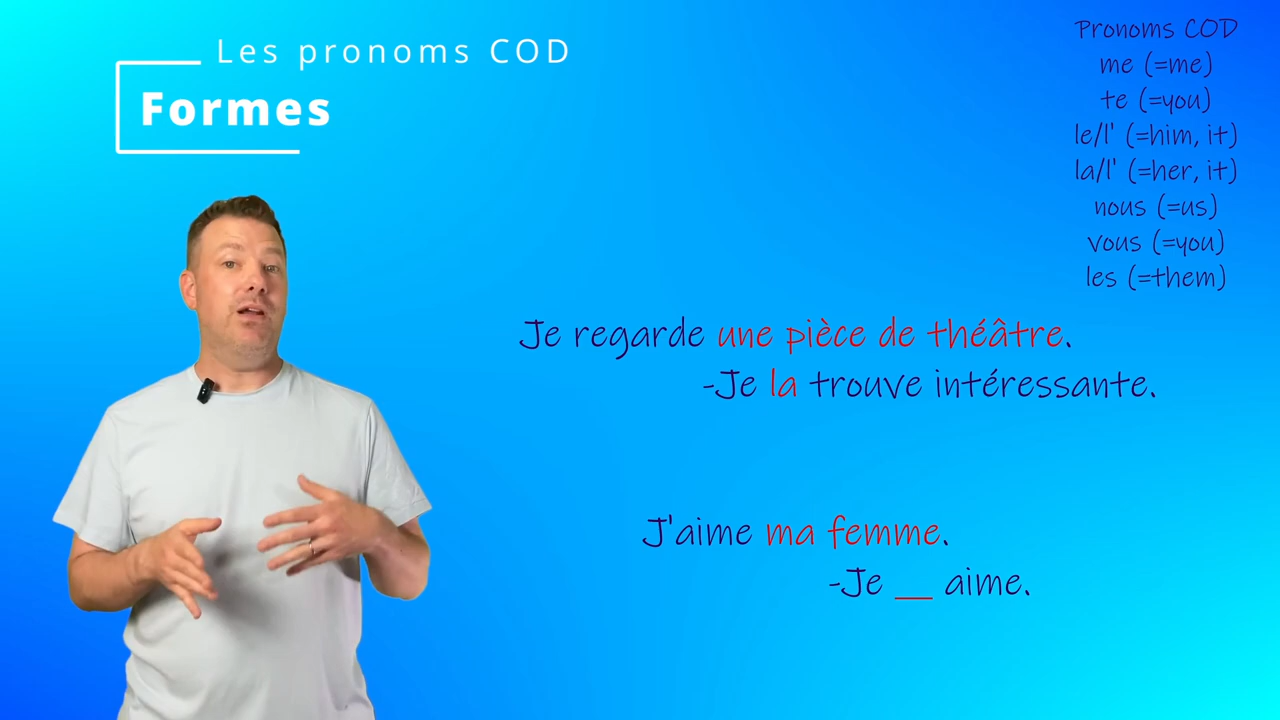 Les pronoms COD
Formes
Pronoms COD
me (=me)
te (=you)
le/l' (=him, it)
la/l' (=her, it)
nous (=us)
vous (=you)
les (=them)
Je regarde une pièce de théâtre.
-Je la trouve intéressante.
J'aime ma femme.
-Je __ aime.